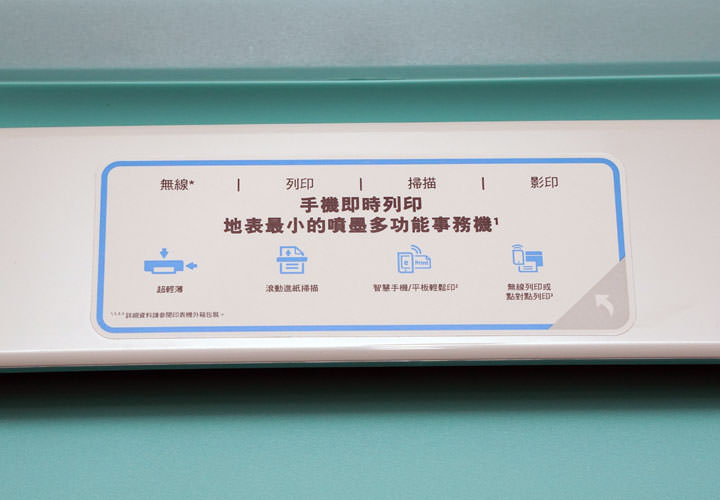 無線* | 列印 | 掃描 | 影印
手機即時列印
地表最小的噴墨多功能事務機¹
超輕薄
滾動進紙掃描
e Print
智慧手機/平板輕鬆印²
無線列印或
點對點列印³
詳細資料請參閱印表機外箱包裝。